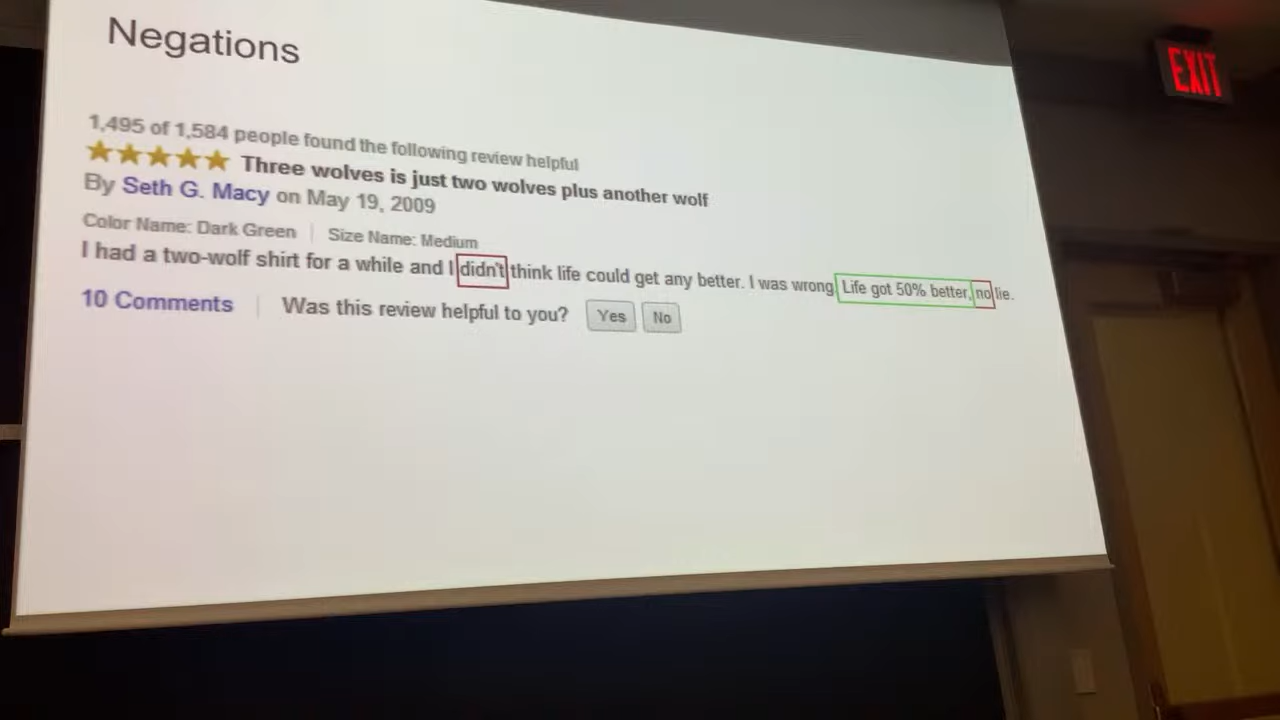 Negations
EXIT
1,495 of 1,584 people found the following review helpful
Three wolves is just two wolves plus another wolf
By Seth G. Macy on May 19, 2009
Color Name: Dark Green | Size Name: Medium
I had a two-wolf shirt for a while and I didn't think life could get any better. I was wrong. Life got 50% better, no lie.
10 Comments | Was this review helpful to you? Yes No